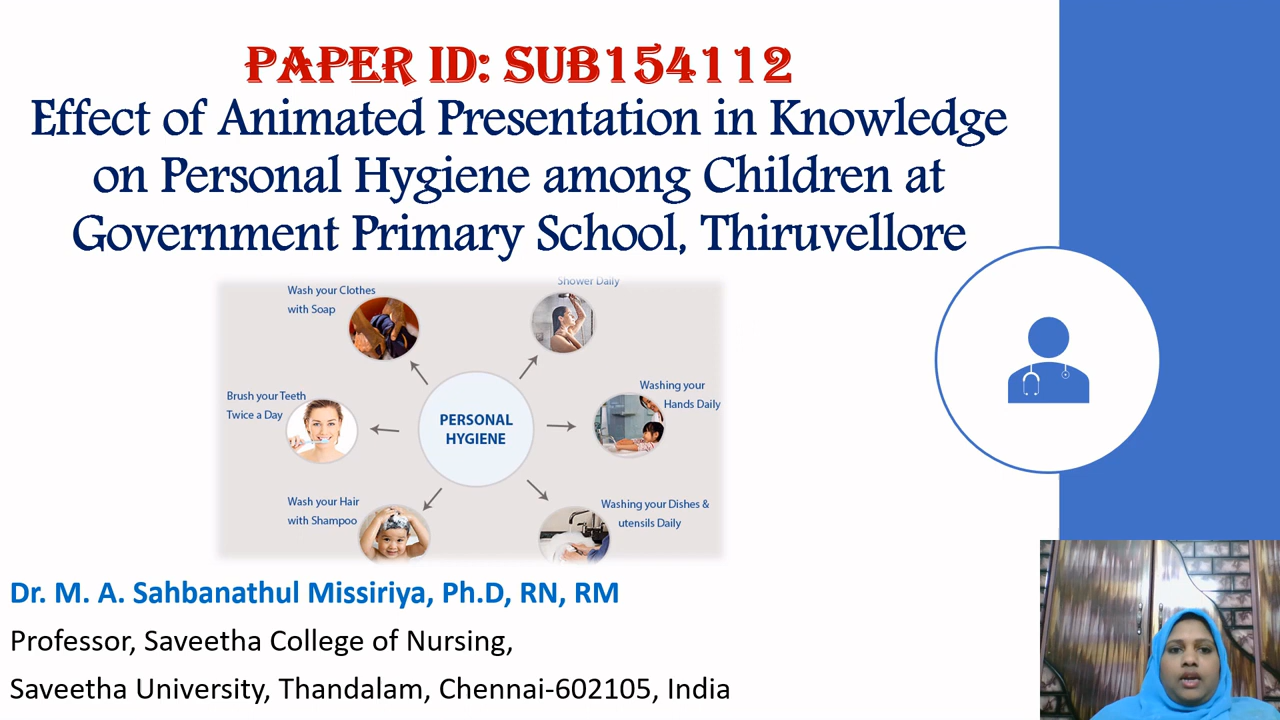 PAPER ID: SUB154112
Effect of Animated Presentation in Knowledge
on Personal Hygiene among Children at
Government Primary School, Thiruvellore
Shower Daily
Wash your Clothes
with Soap
Washing your
Hands Daily
Brush your Teeth
Twice a Day
PERSONAL
HYGIENE
Wash your Hair
with Shampoo
Washing your Dishes &
utensils Daily
Dr. M. A. Sahbanathul Missiriya, Ph.D, RN, RM
Professor, Saveetha College of Nursing,
Saveetha University, Thandalam, Chennai-602105, India